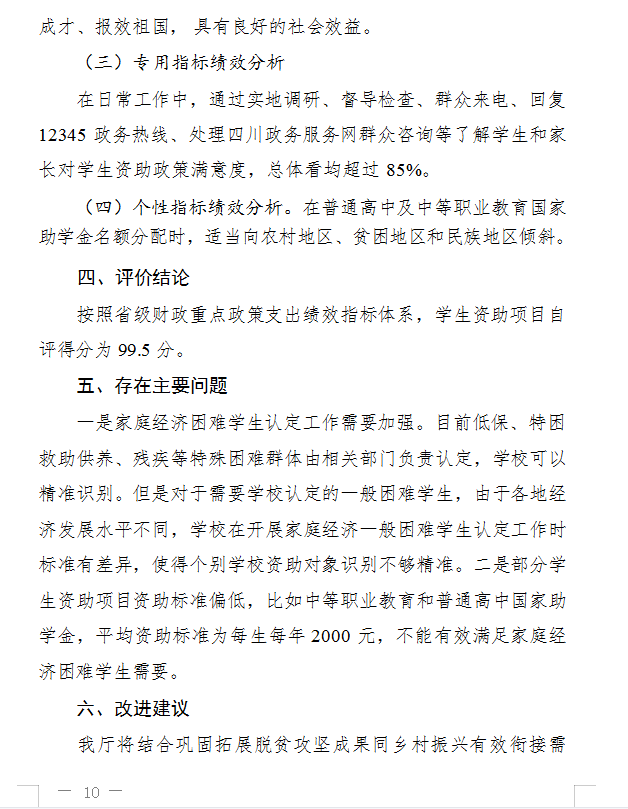 成才、报效祖国， 具有良好的社会效益。
（三）专用指标绩效分析
在日常工作中，通过实地调研、督导检查、群众来电、回复
12345 政务热线、处理四川政务服务网群众咨询等了解学生和家
长对学生资助政策满意度，总体看均超过 85%。
（四）个性指标绩效分析。在普通高中及中等职业教育国家
助学金名额分配时，适当向农村地区、贫困地区和民族地区倾斜。
四、评价结论
按照省级财政重点政策支出绩效指标体系，学生资助项目自
评得分为 99.5 分。
五、存在主要问题
一是家庭经济困难学生认定工作需要加强。目前低保、特困
救助供养、残疾等特殊困难群体由相关部门负责认定，学校可以
精准识别。但是对于需要学校认定的一般困难学生，由于各地经
济发展水平不同，学校在开展家庭经济一般困难学生认定工作时
标准有差异，使得个别学校资助对象识别不够精准。二是部分学
生资助项目资助标准偏低，比如中等职业教育和普通高中国家助
学金，平均资助标准为每生每年 2000 元，不能有效满足家庭经
济困难学生需要。
六、改进建议
我厅将结合巩固拓展脱贫攻坚成果同乡村振兴有效衔接需
— 10 —